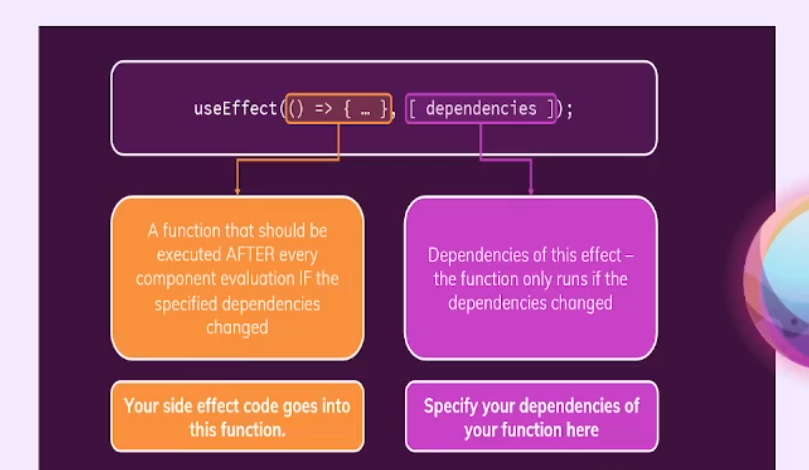 useEffect(() => { … }, [ dependencies ]);
A function that should be
executed AFTER every
component evaluation IF the
specified dependencies
changed
Dependencies of this effect –
the function only runs if the
dependencies changed
Your side effect code goes into
this function.
Specify your dependencies of
your function here